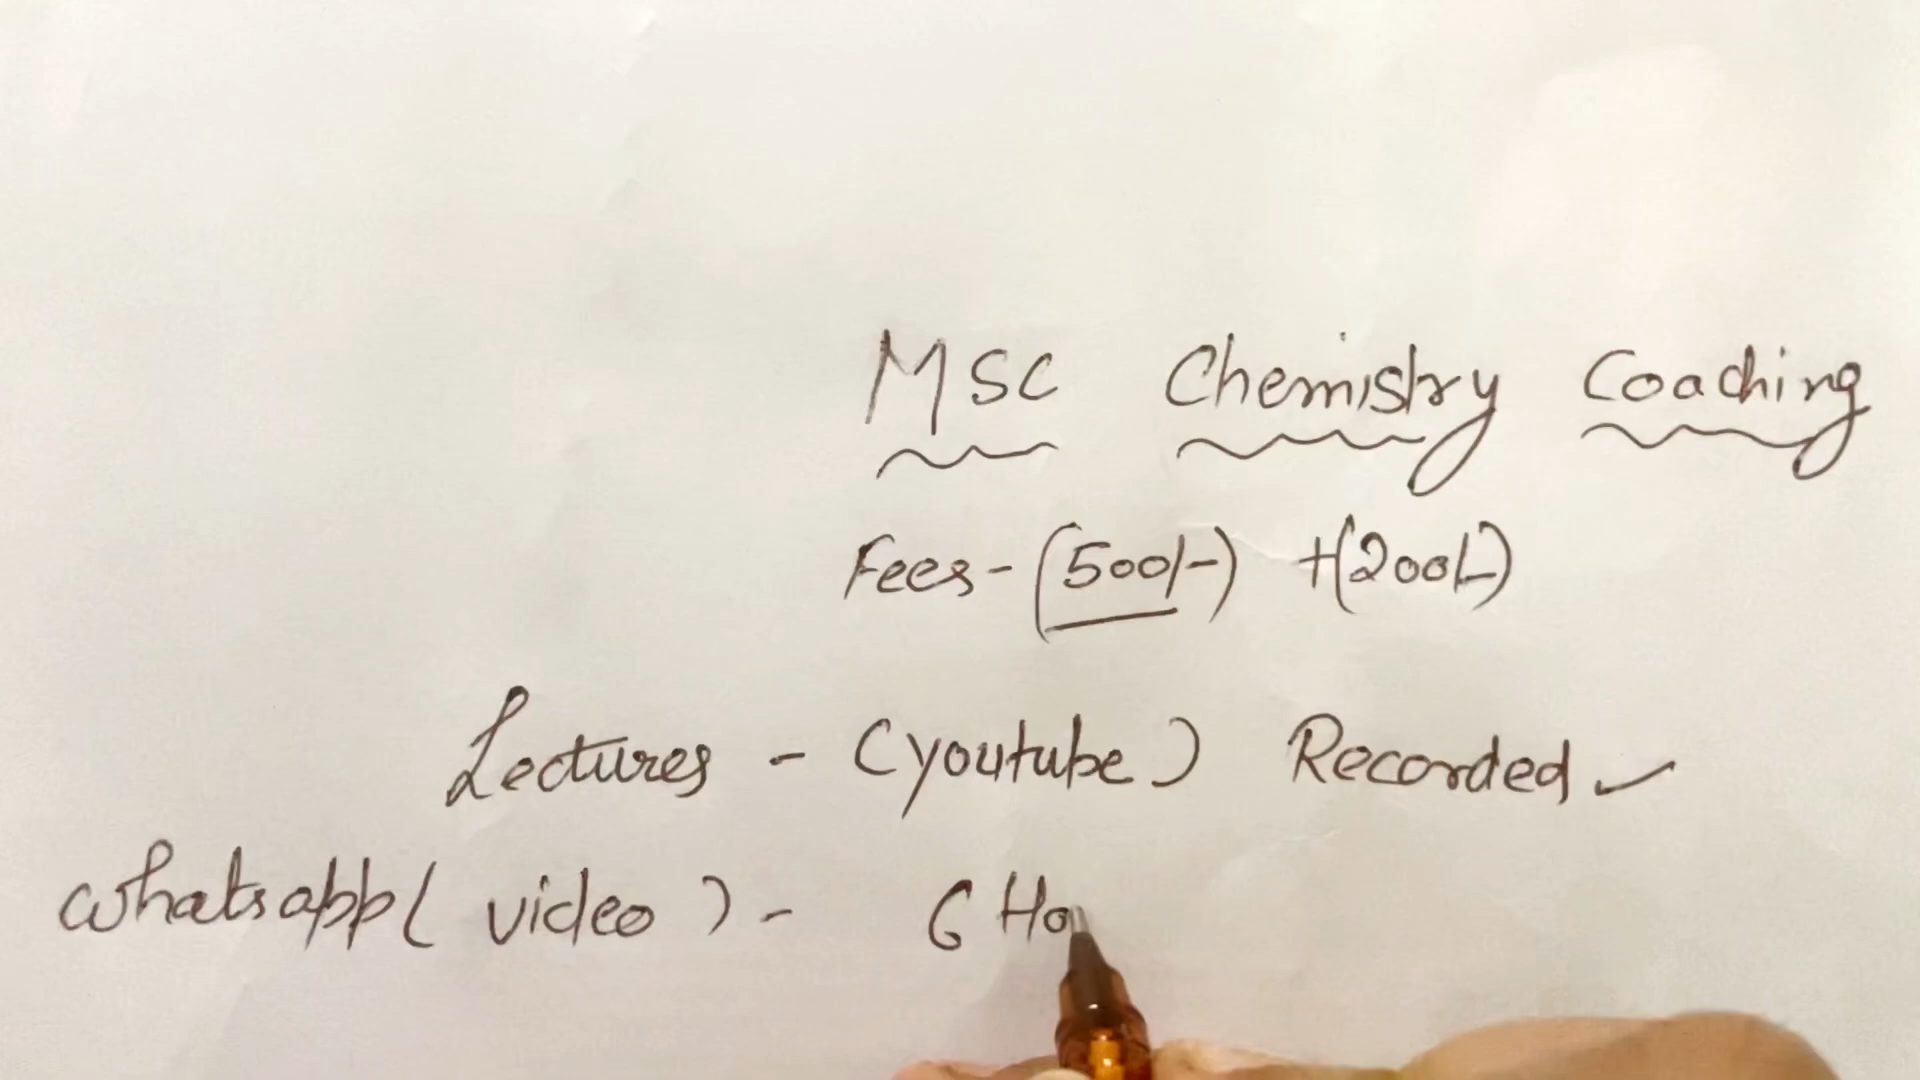 MSC Chemistry Coaching
Fees - (500/-) + (200/-)
Lectures - (youtube) Recorded ✓
whatsapp ( video ) - 6 Ho